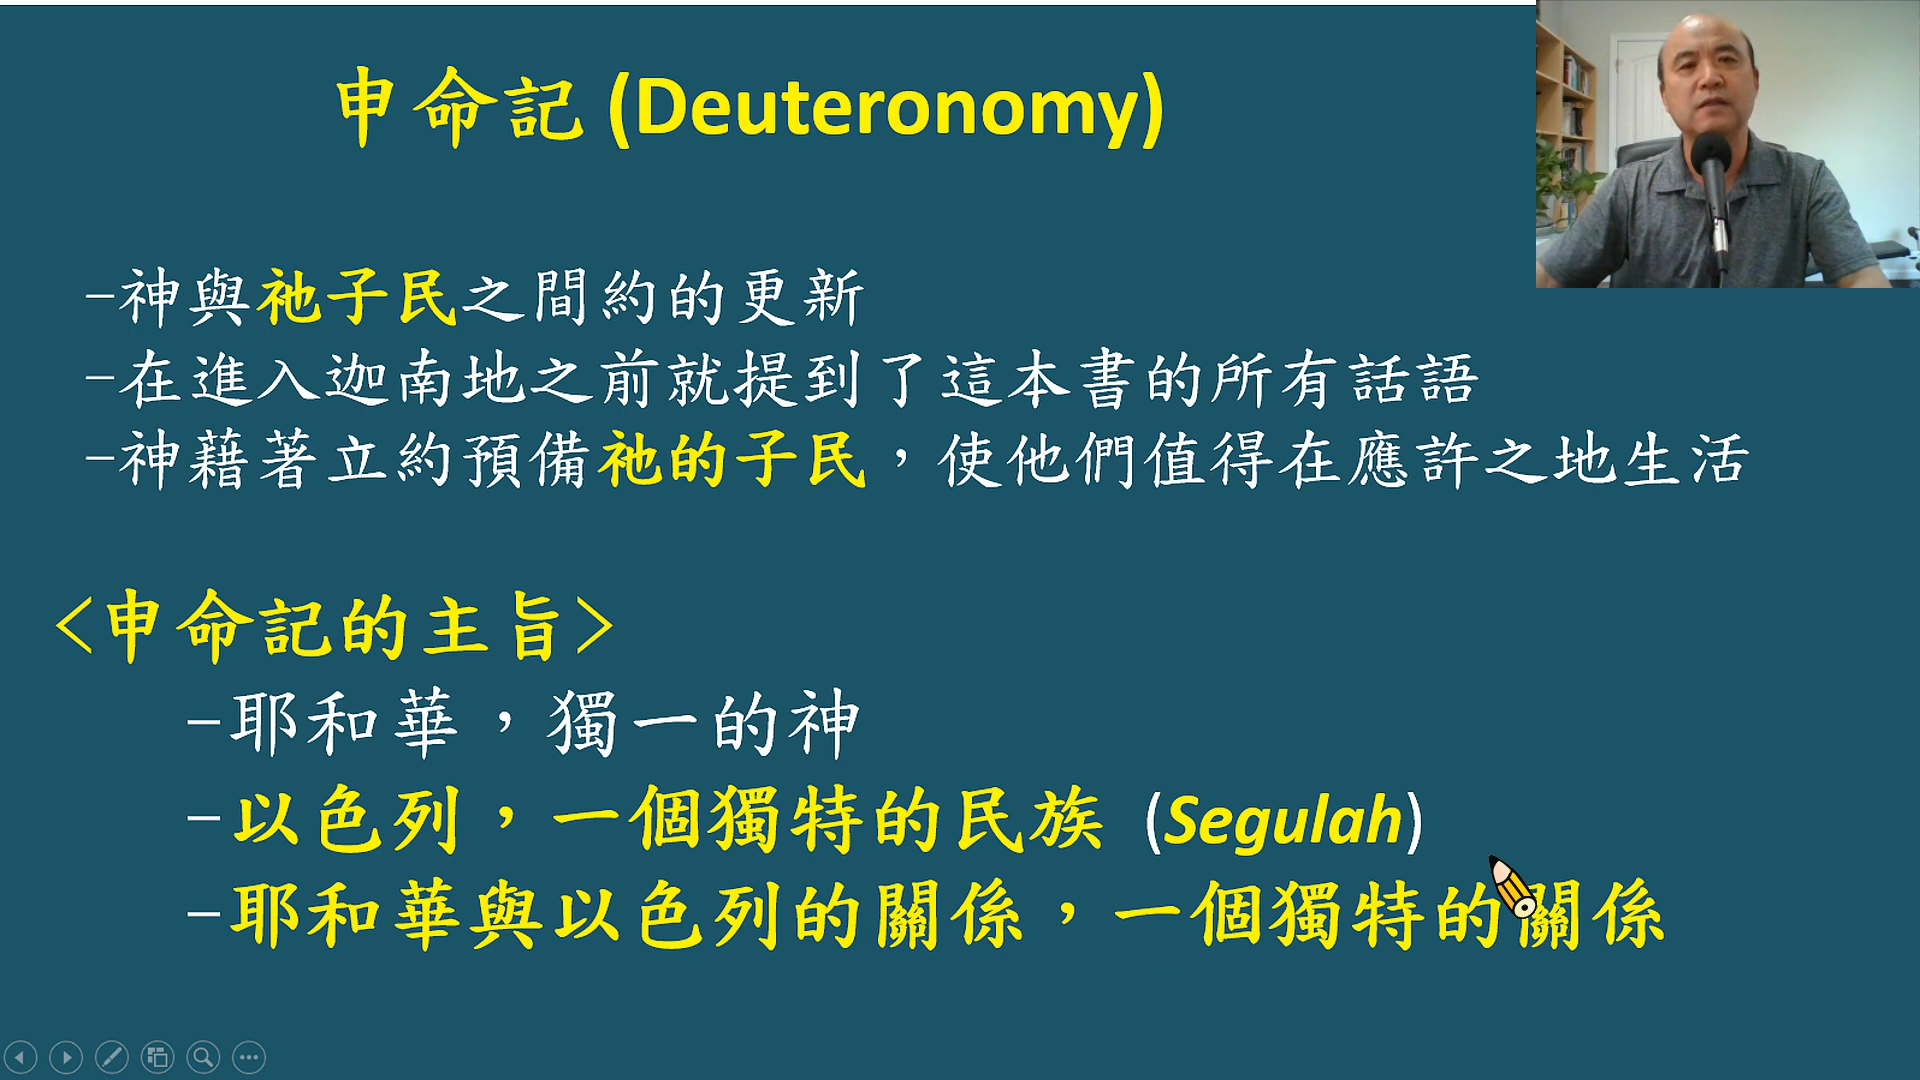 申命記 (Deuteronomy)
–神與祂子民之間約的更新
–在進入迦南地之前就提到了這本書的所有話語
–神藉著立約預備祂的子民，使他們值得在應許之地生活
<申命記的主旨>
–耶和華，獨一的神
–以色列，一個獨特的民族 (Segulah)
–耶和華與以色列的關係，一個獨特的關係